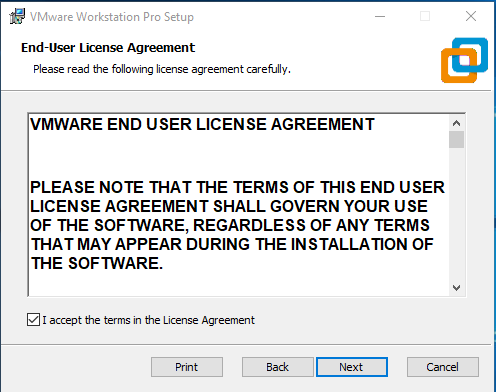 VMware Workstation Pro Setup
End-User License Agreement
Please read the following license agreement carefully.
VMWARE END USER LICENSE AGREEMENT
PLEASE NOTE THAT THE TERMS OF THIS END USER
LICENSE AGREEMENT SHALL GOVERN YOUR USE
OF THE SOFTWARE, REGARDLESS OF ANY TERMS
THAT MAY APPEAR DURING THE INSTALLATION OF
THE SOFTWARE.
I accept the terms in the License Agreement
Print Back Next Cancel